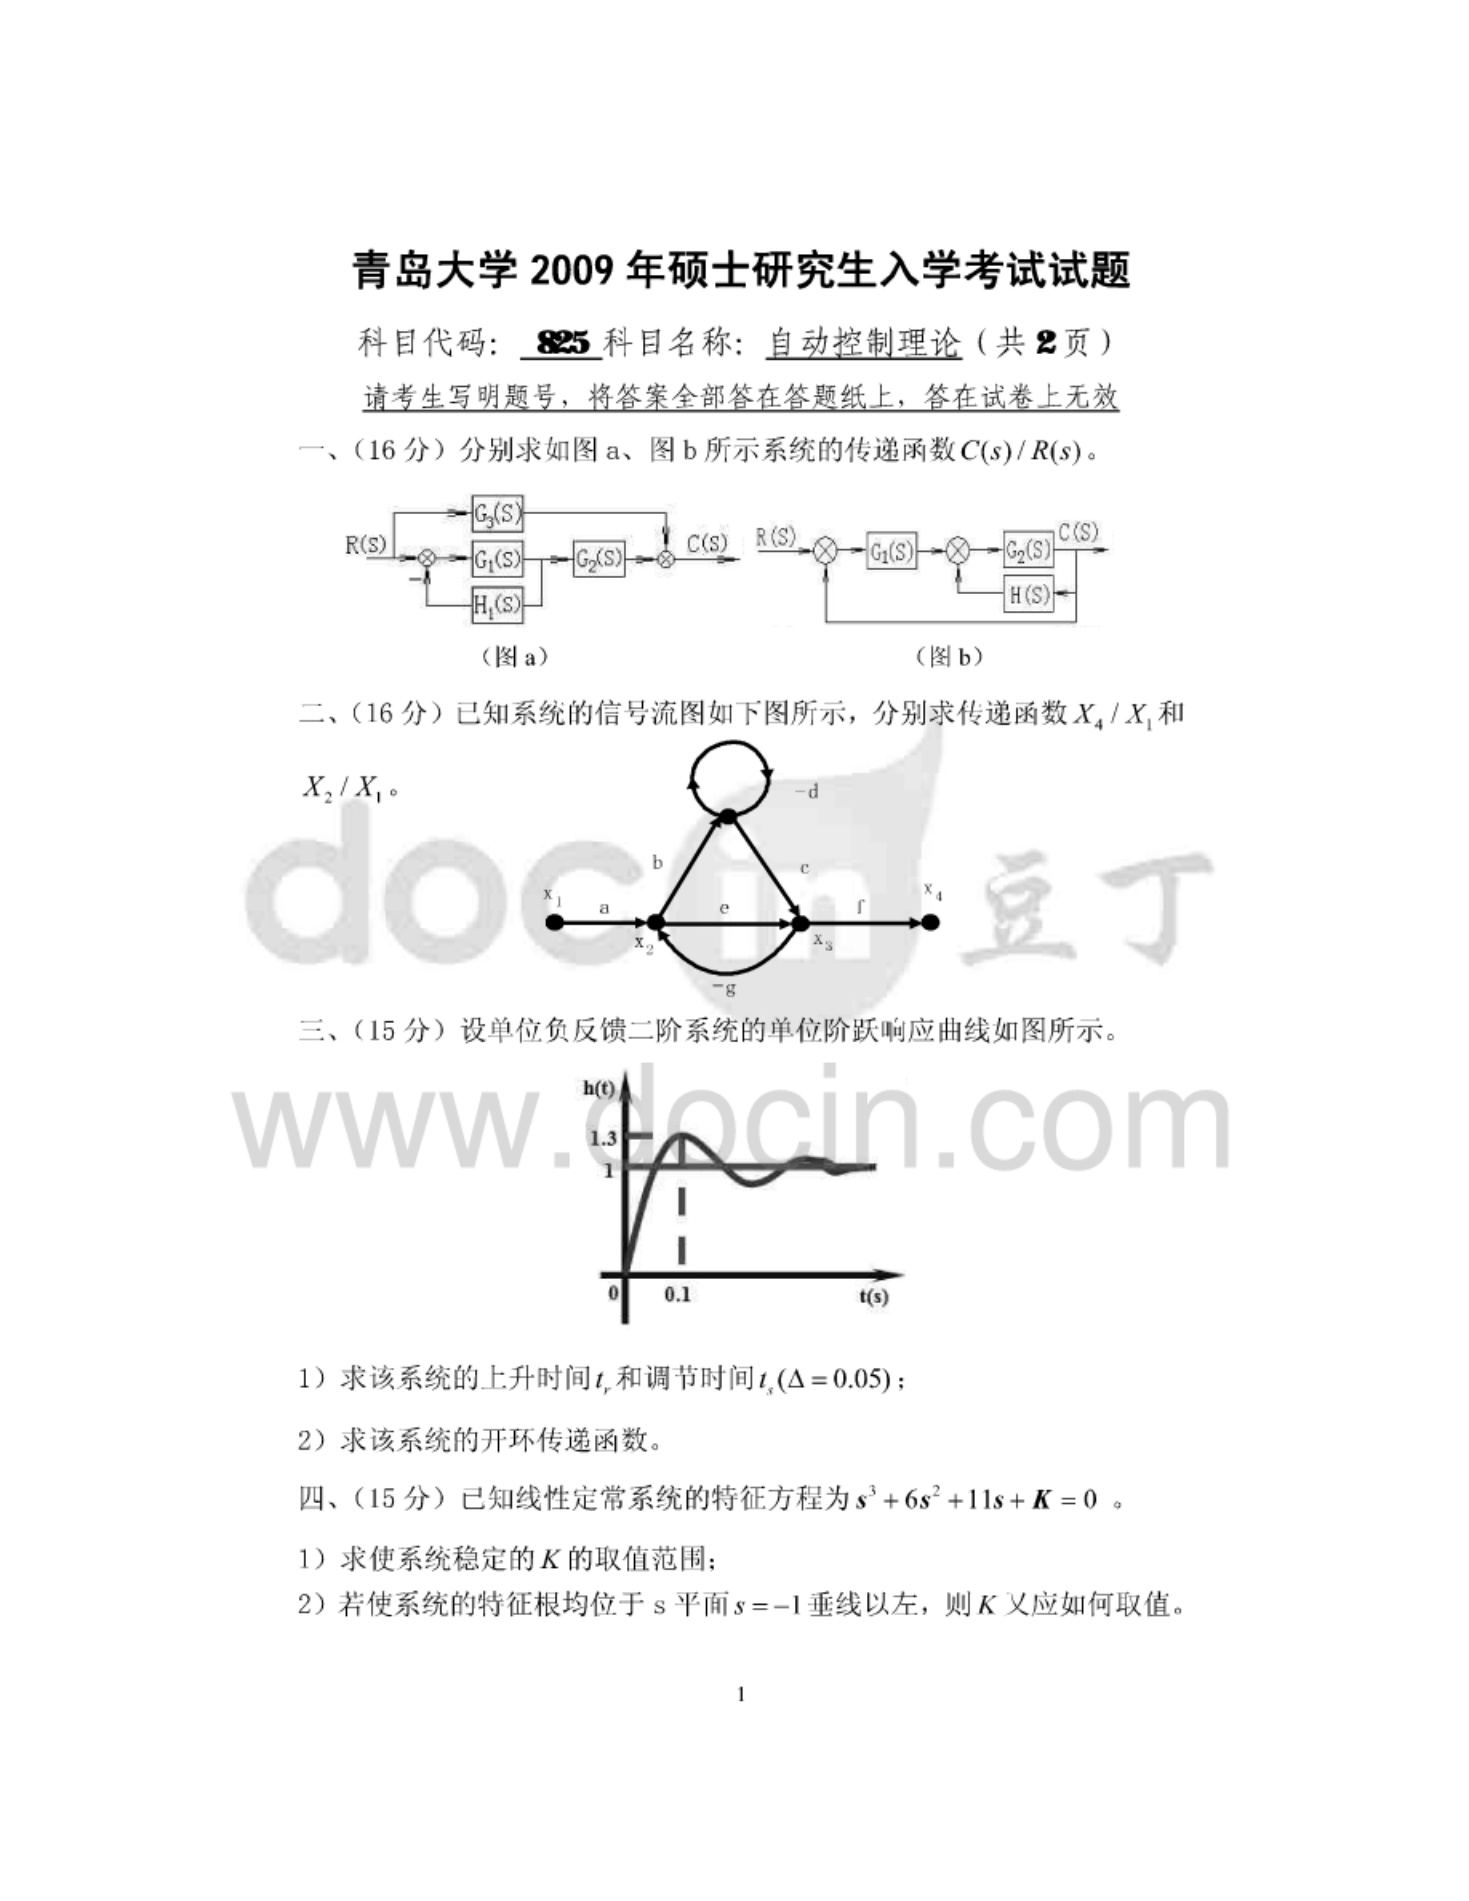 青岛大学 2009 年硕士研究生入学考试试题
科目代码: 825 科目名称: 自动控制理论 (共 2 页)
请考生写明题号，将答案全部答在答题纸上，答在试卷上无效
一、(16 分) 分别求如图 a、图 b 所示系统的传递函数 C(s) / R(s) 。
G₃(S)
R(S) G₁(S) G₂(S) C(S)
−
H₁(S)
(图 a)
R(S) G₁(S) G₂(S) C(S)
H(S)
(图 b)
二、(16 分) 已知系统的信号流图如下图所示，分别求传递函数 X₄ / X₁ 和
X₂ / X₁ 。
-d
b c
x₁ a x₂ e x₃ f x₄
-g
三、(15 分) 设单位负反馈二阶系统的单位阶跃响应曲线如图所示。
h(t)
1.3
1
0 0.1 t(s)
1) 求该系统的上升时间 tᵣ 和调节时间 tₛ (Δ = 0.05) ;
2) 求该系统的开环传递函数。
四、(15 分) 已知线性定常系统的特征方程为 s³ + 6s² + 11s + K = 0 。
1) 求使系统稳定的 K 的取值范围;
2) 若使系统的特征根均位于 s 平面 s = −1 垂线以左，则 K 又应如何取值。
1
docin 豆丁
www.docin.com